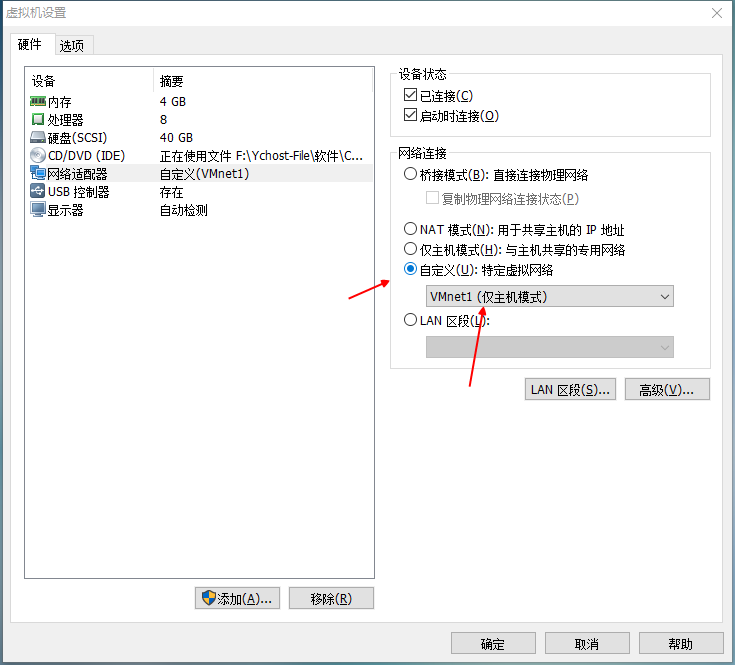 虚拟机设置
硬件 选项
设备 摘要
内存 4 GB
处理器 8
硬盘(SCSI) 40 GB
CD/DVD (IDE) 正在使用文件 F:\Ychost-File\软件\C...
网络适配器 自定义(VMnet1)
USB 控制器 存在
显示器 自动检测
添加(A)... 移除(R)
设备状态
已连接(C)
启动时连接(O)
网络连接
桥接模式(B): 直接连接物理网络
复制物理网络连接状态(P)
NAT 模式(N): 用于共享主机的 IP 地址
仅主机模式(H): 与主机共享的专用网络
自定义(U): 特定虚拟网络
VMnet1 (仅主机模式)
LAN 区段(L):
LAN 区段(S)... 高级(V)...
确定 取消 帮助